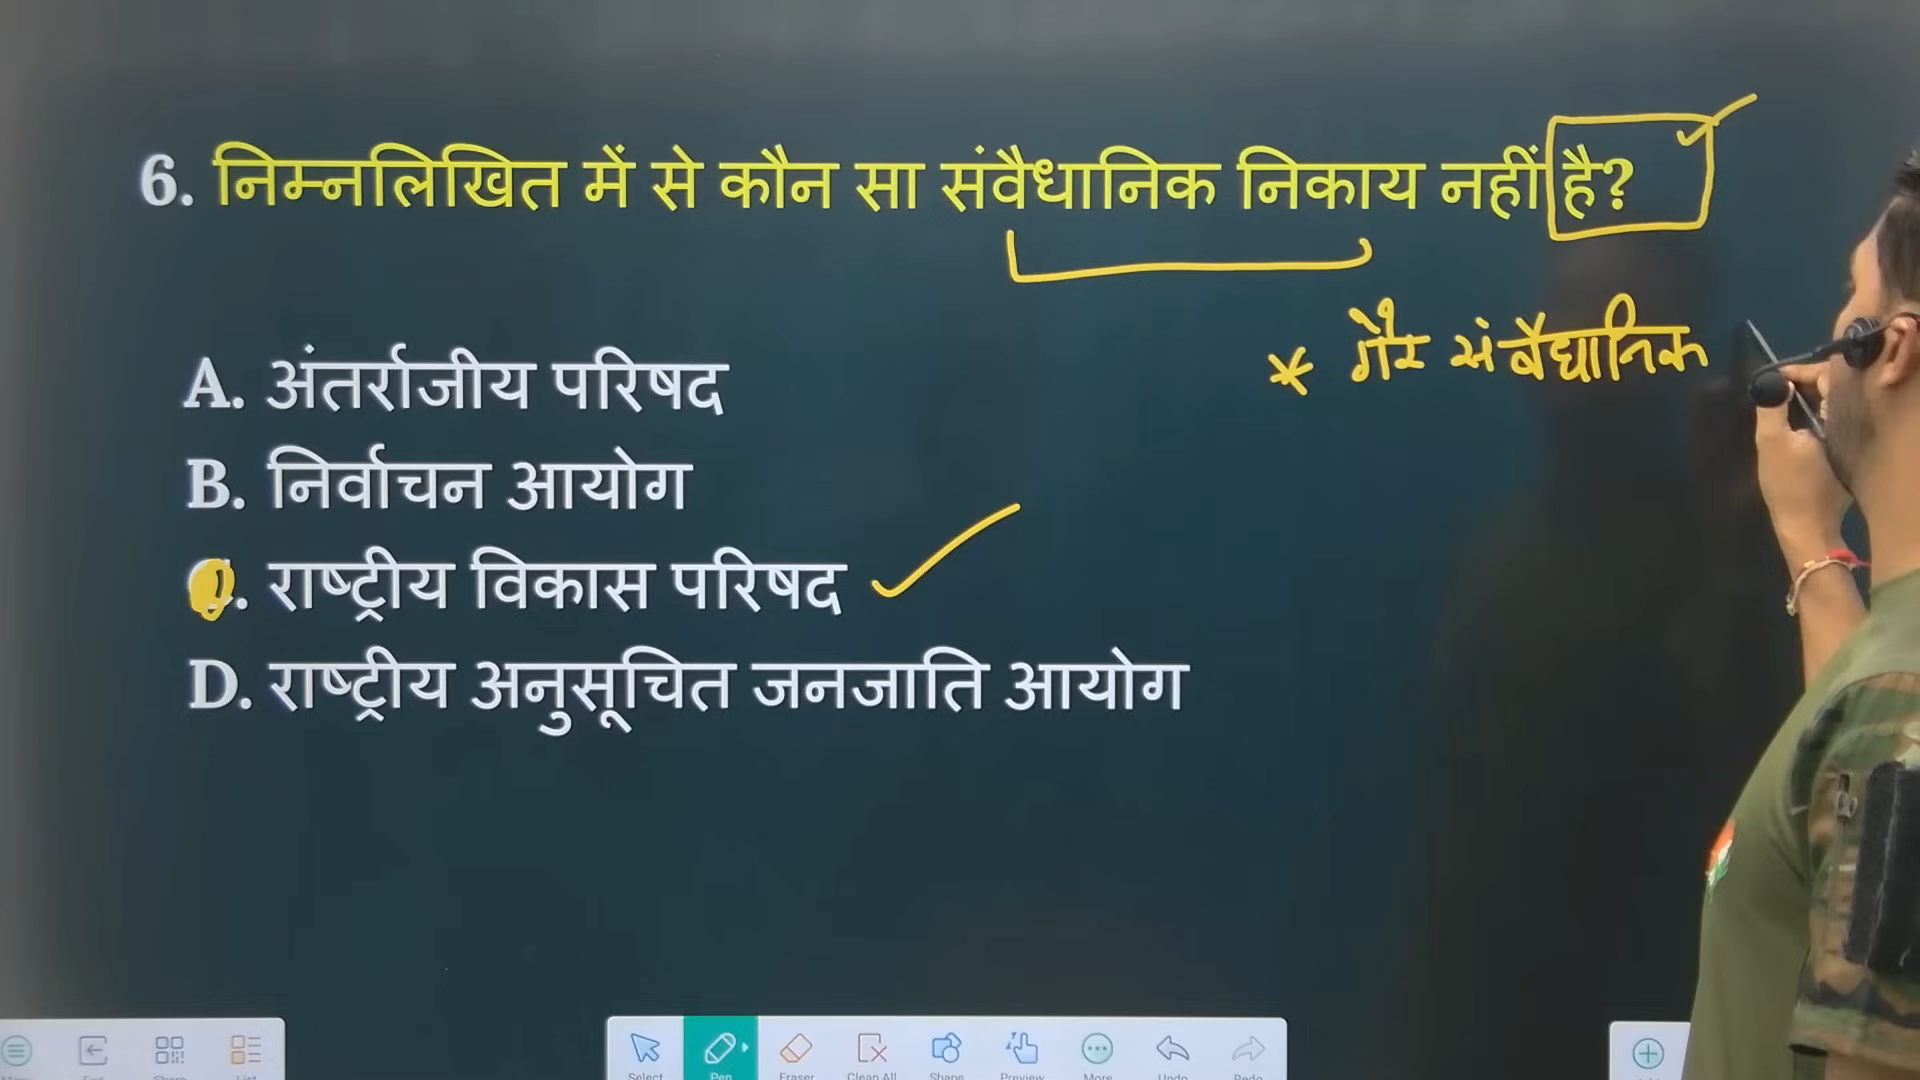 6. निम्नलिखित में से कौन सा संवैधानिक निकाय नहीं है?
* गैर संवैधानिक
A. अंतर्राजीय परिषद
B. निर्वाचन आयोग
C. राष्ट्रीय विकास परिषद
D. राष्ट्रीय अनुसूचित जनजाति आयोग
Select Pen Eraser Clean All Shape Preview More Undo Redo